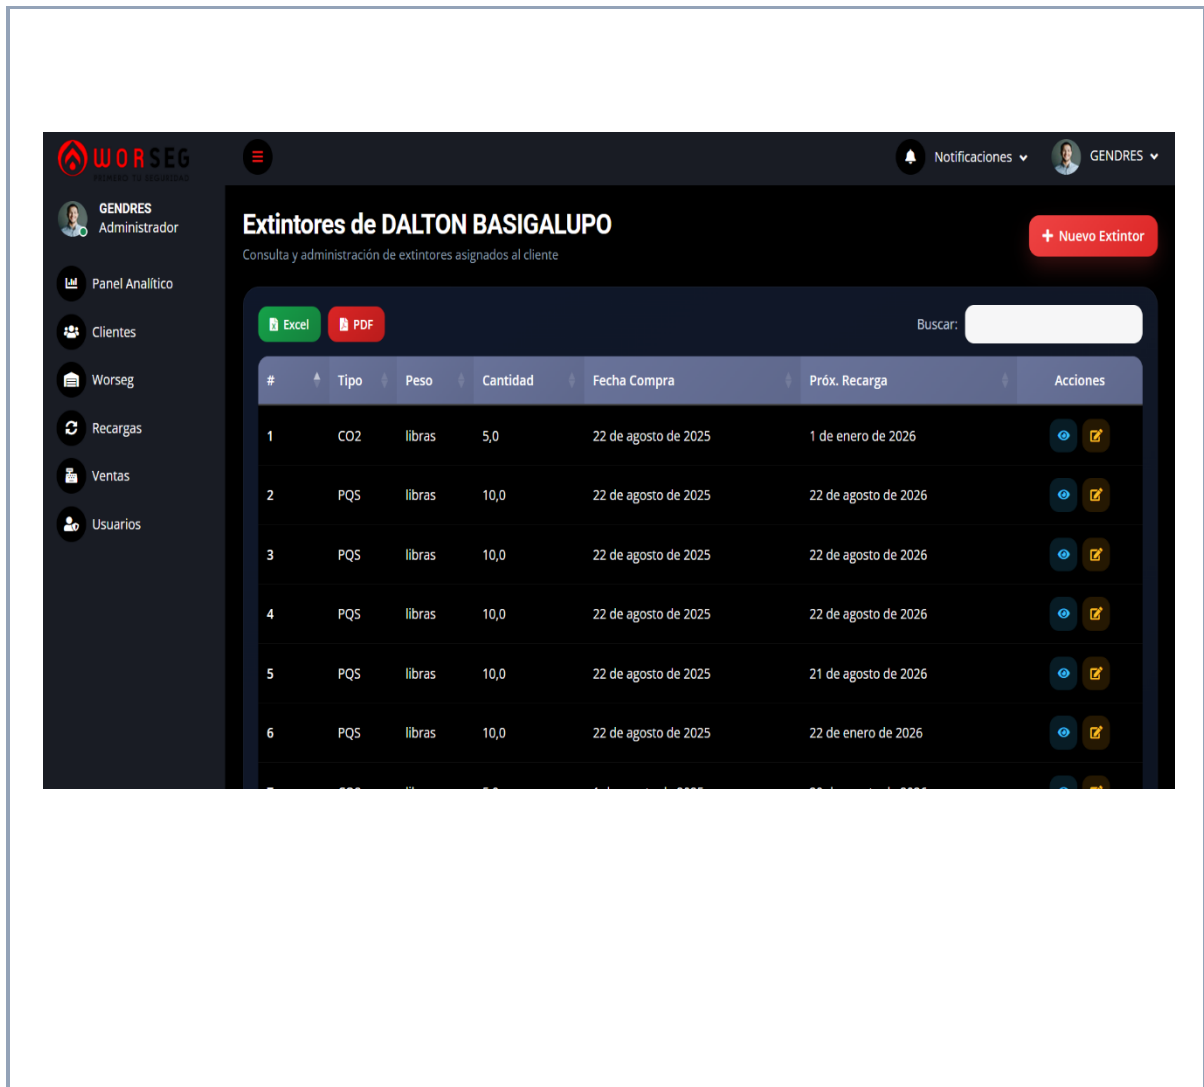 WORSEG
PRIMERO TU SEGURIDAD
Notificaciones
GENDRES
GENDRES
Administrador
Panel Analítico
Clientes
Worseg
Recargas
Ventas
Usuarios
Extintores de DALTON BASIGALUPO
Consulta y administración de extintores asignados al cliente
+ Nuevo Extintor
Excel PDF Buscar:
# Tipo Peso Cantidad Fecha Compra Próx. Recarga Acciones
1 CO2 libras 5,0 22 de agosto de 2025 1 de enero de 2026
2 PQS libras 10,0 22 de agosto de 2025 22 de agosto de 2026
3 PQS libras 10,0 22 de agosto de 2025 22 de agosto de 2026
4 PQS libras 10,0 22 de agosto de 2025 22 de agosto de 2026
5 PQS libras 10,0 22 de agosto de 2025 21 de agosto de 2026
6 PQS libras 10,0 22 de agosto de 2025 22 de enero de 2026